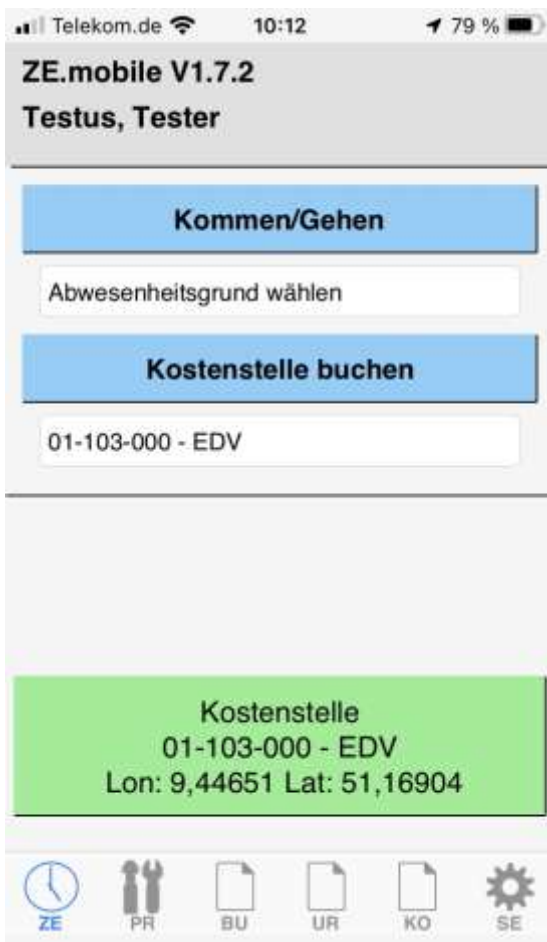 Telekom.de 10:12 79 %
ZE.mobile V1.7.2
Testus, Tester
Kommen/Gehen
Abwesenheitsgrund wählen
Kostenstelle buchen
01-103-000 - EDV
Kostenstelle
01-103-000 - EDV
Lon: 9,44651 Lat: 51,16904
ZE PR BU UR KO SE